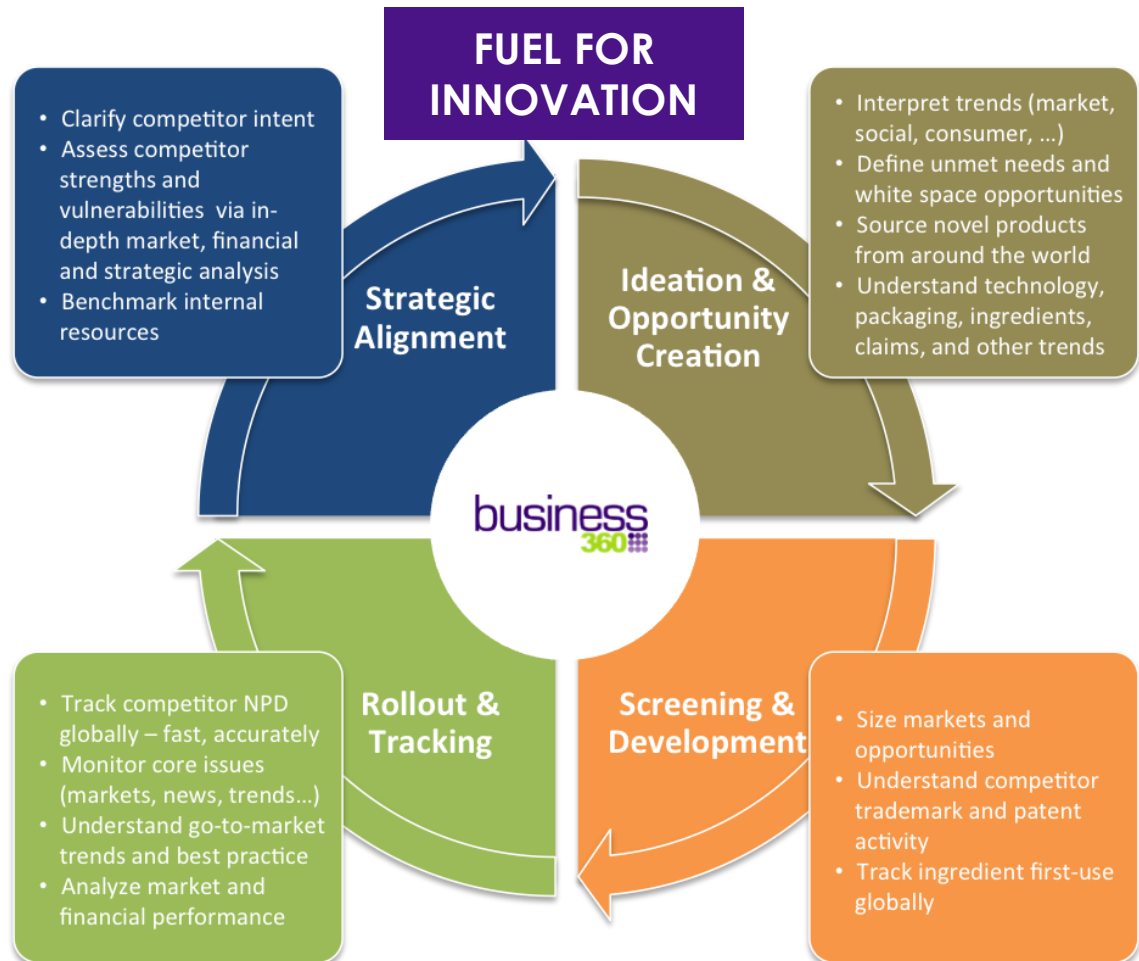 FUEL FOR
INNOVATION
• Clarify competitor intent
• Assess competitor
strengths and
vulnerabilities via in-
depth market, financial
and strategic analysis
• Benchmark internal
resources
Strategic
Alignment
Ideation &
Opportunity
Creation
• Interpret trends (market,
social, consumer, ...)
• Define unmet needs and
white space opportunities
• Source novel products
from around the world
• Understand technology,
packaging, ingredients,
claims, and other trends
business
360
• Track competitor NPD
globally – fast, accurately
• Monitor core issues
(markets, news, trends...)
• Understand go-to-market
trends and best practice
• Analyze market and
financial performance
Rollout &
Tracking
Screening &
Development
• Size markets and
opportunities
• Understand competitor
trademark and patent
activity
• Track ingredient first-use
globally